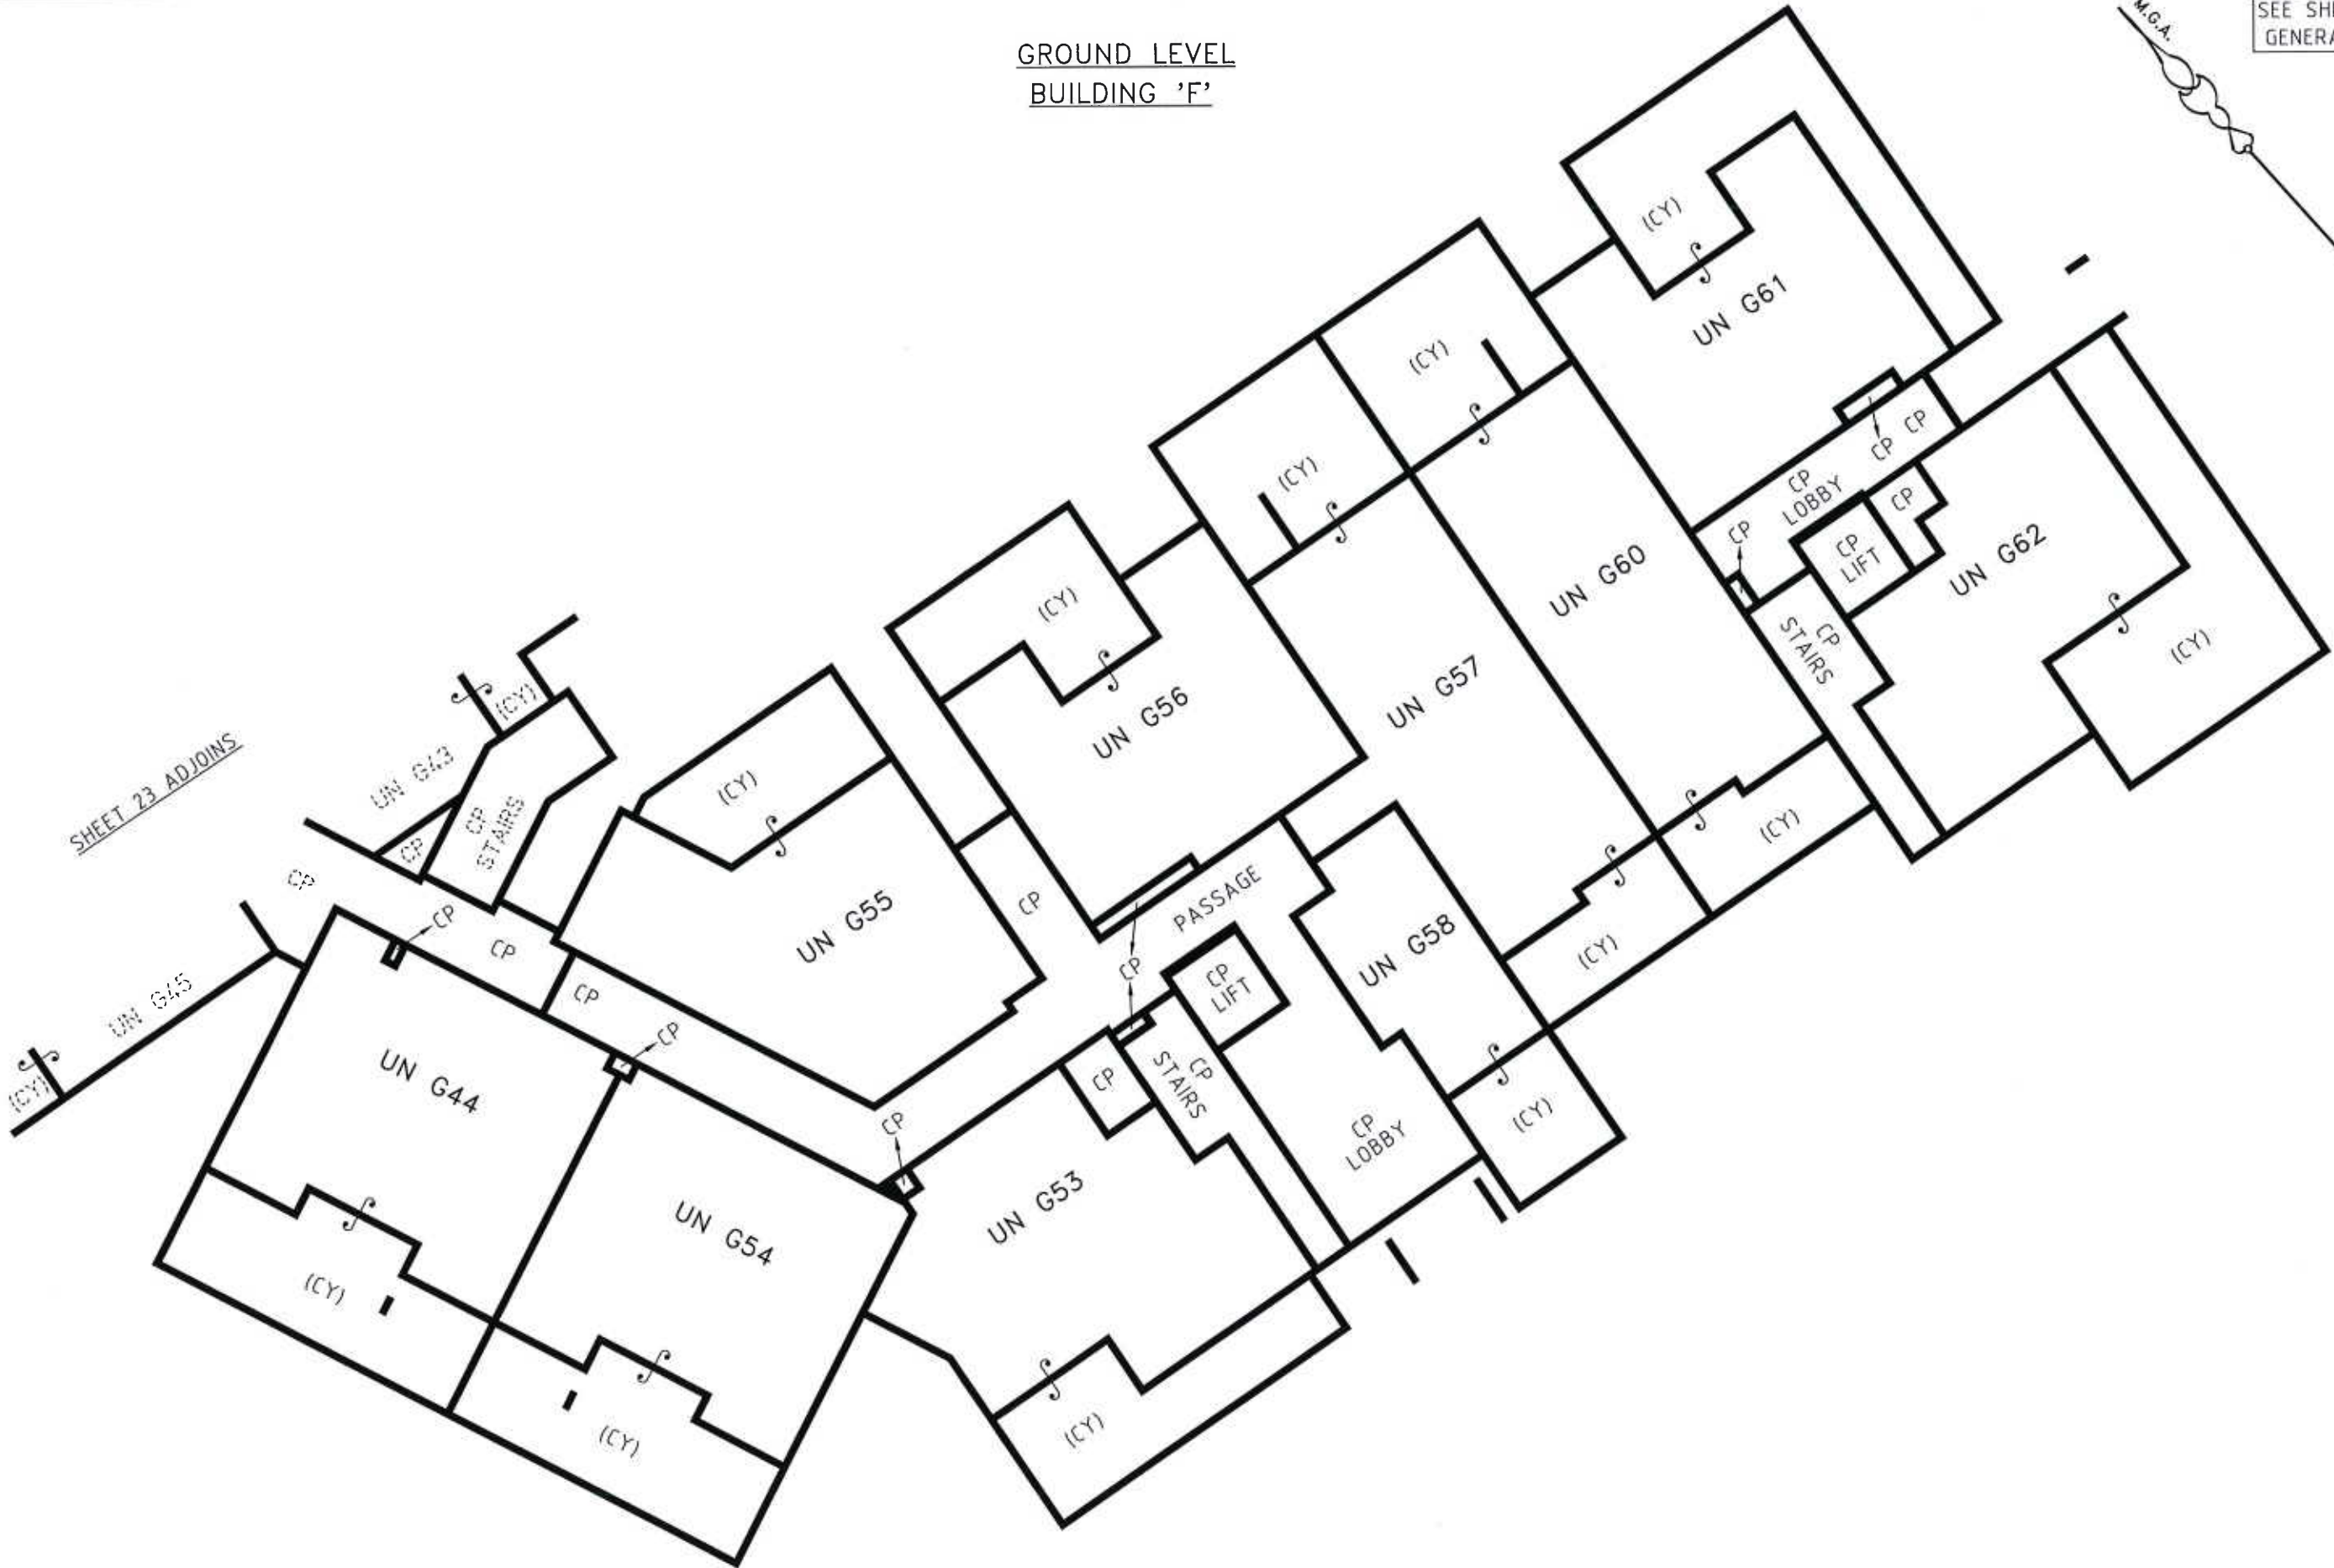 GROUND LEVEL
BUILDING 'F'
M.G.A.
SEE
GENERA
(CY)
UN G61
(CY)
(CY)
CP
CP
CP
LOBBY
CP
CP
CP
LIFT
UN G62
UN G60
CP
STAIRS
(CY)
(CY)
UN G56
UN G57
(CY)
UN G43
SHEET 23 ADJOINS
(CY)
CP
STAIRS
CP
CP
(CY)
UN G55
CP
PASSAGE
UN G58
(CY)
CP
CP
CP
CP
UN G45
(CY)
CP
CP
LIFT
UN G44
CP
CP
CP
STAIRS
CP
LOBBY
(CY)
CP
UN G53
UN G54
(CY)
(CY)
(CY)